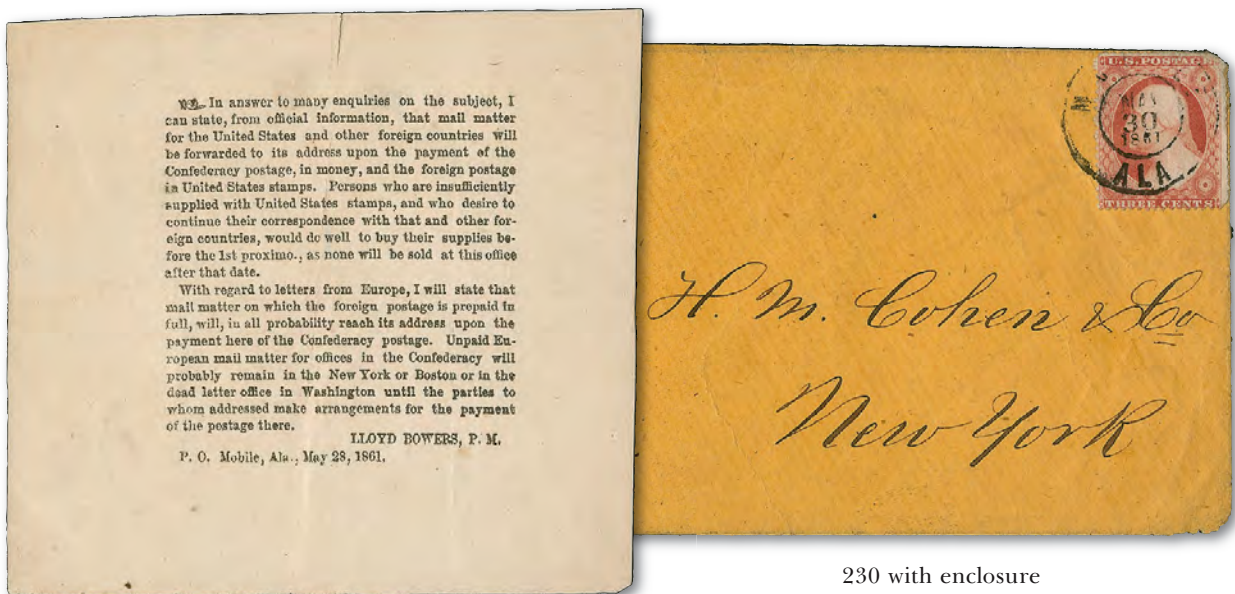 In answer to many enquiries on the subject, I
can state, from official information, that mail matter
for the United States and other foreign countries will
be forwarded to its address upon the payment of the
Confederacy postage, in money, and the foreign postage
in United States stamps. Persons who are insufficiently
supplied with United States stamps, and who desire to
continue their correspondence with that and other for-
eign countries, would do well to buy their supplies be-
fore the 1st proximo., as none will be sold at this office
after that date.
With regard to letters from Europe, I will state that
mail matter on which the foreign postage is prepaid in
full, will, in all probability reach its address upon the
payment here of the Confederacy postage. Unpaid Eu-
ropean mail matter for offices in the Confederacy will
probably remain in the New York or Boston or in the
dead letter office in Washington until the parties to
whom addressed make arrangements for the payment
of the postage there.
LLOYD BOWERS, P. M.
P. O. Mobile, Ala., May 28, 1861.
U.S. POSTAGE
MAY
30
1861
ALA
THREE CENTS
H. M. Cohen & Co
New York
230 with enclosure